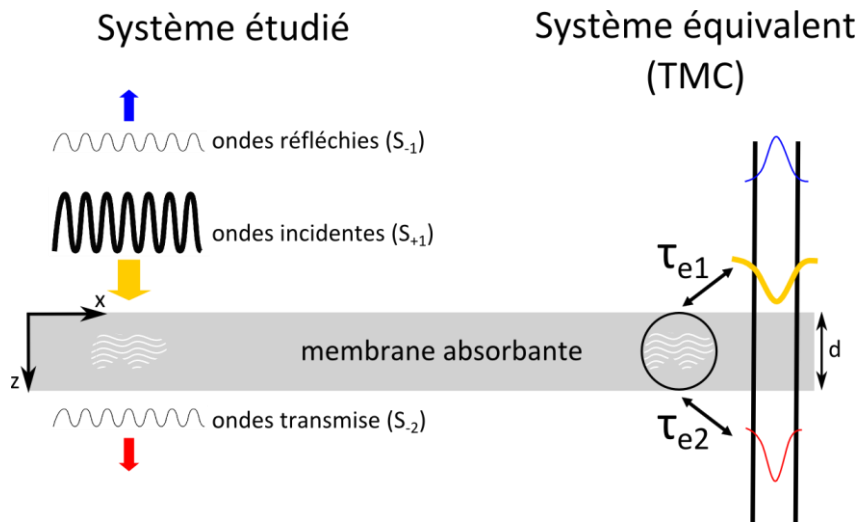 Système étudié
Système équivalent
(TMC)
ondes réfléchies (S-1)
ondes incidentes (S+1)
τe1
x
membrane absorbante
d
z
ondes transmise (S-2)
τe2